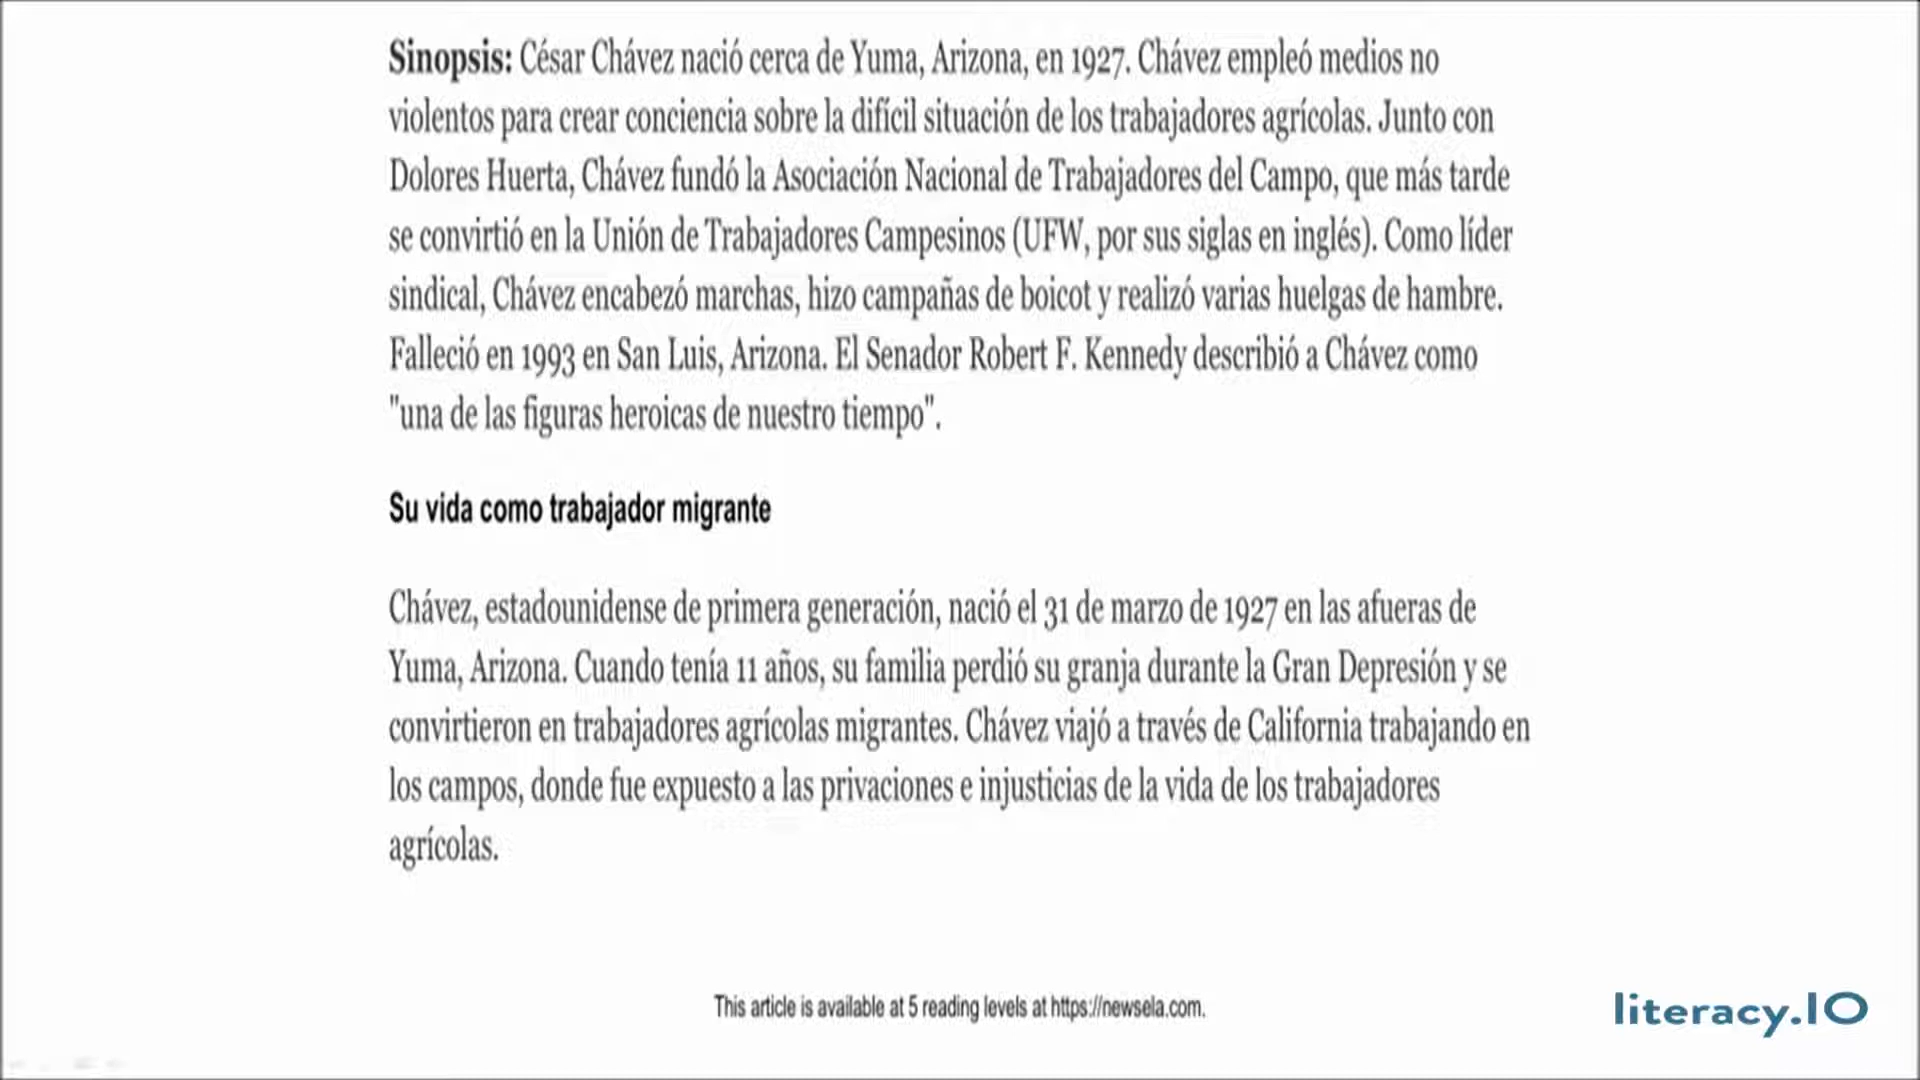 Sinopsis: César Chávez nació cerca de Yuma, Arizona, en 1927. Chávez empleó medios no
violentos para crear conciencia sobre la difícil situación de los trabajadores agrícolas. Junto con
Dolores Huerta, Chávez fundó la Asociación Nacional de Trabajadores del Campo, que más tarde
se convirtió en la Unión de Trabajadores Campesinos (UFW, por sus siglas en inglés). Como líder
sindical, Chávez encabezó marchas, hizo campañas de boicot y realizó varias huelgas de hambre.
Falleció en 1993 en San Luis, Arizona. El Senador Robert F. Kennedy describió a Chávez como
"una de las figuras heroicas de nuestro tiempo".
Su vida como trabajador migrante
Chávez, estadounidense de primera generación, nació el 31 de marzo de 1927 en las afueras de
Yuma, Arizona. Cuando tenía 11 años, su familia perdió su granja durante la Gran Depresión y se
convirtieron en trabajadores agrícolas migrantes. Chávez viajó a través de California trabajando en
los campos, donde fue expuesto a las privaciones e injusticias de la vida de los trabajadores
agrícolas.
This article is available at 5 reading levels at https://newsela.com.
literacy.IO